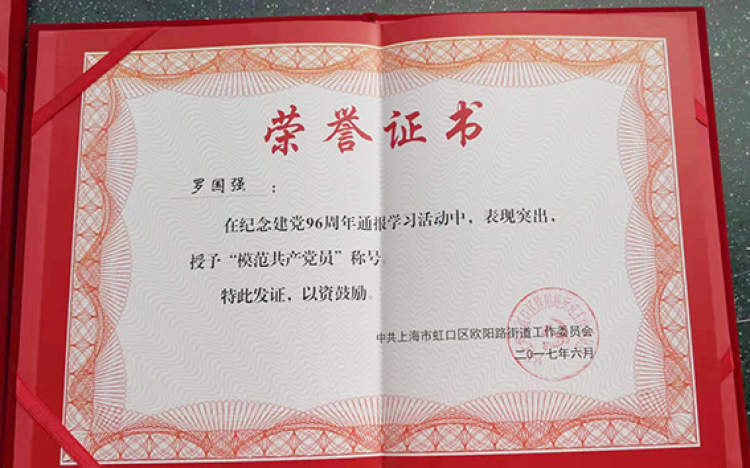 荣誉证书
罗国强：
在纪念建党96周年通报学习活动中，表现突出，
授予“模范共产党员”称号。
特此发证，以资鼓励。
中共上海市虹口区欧阳路街道工作委员会
二〇一七年六月